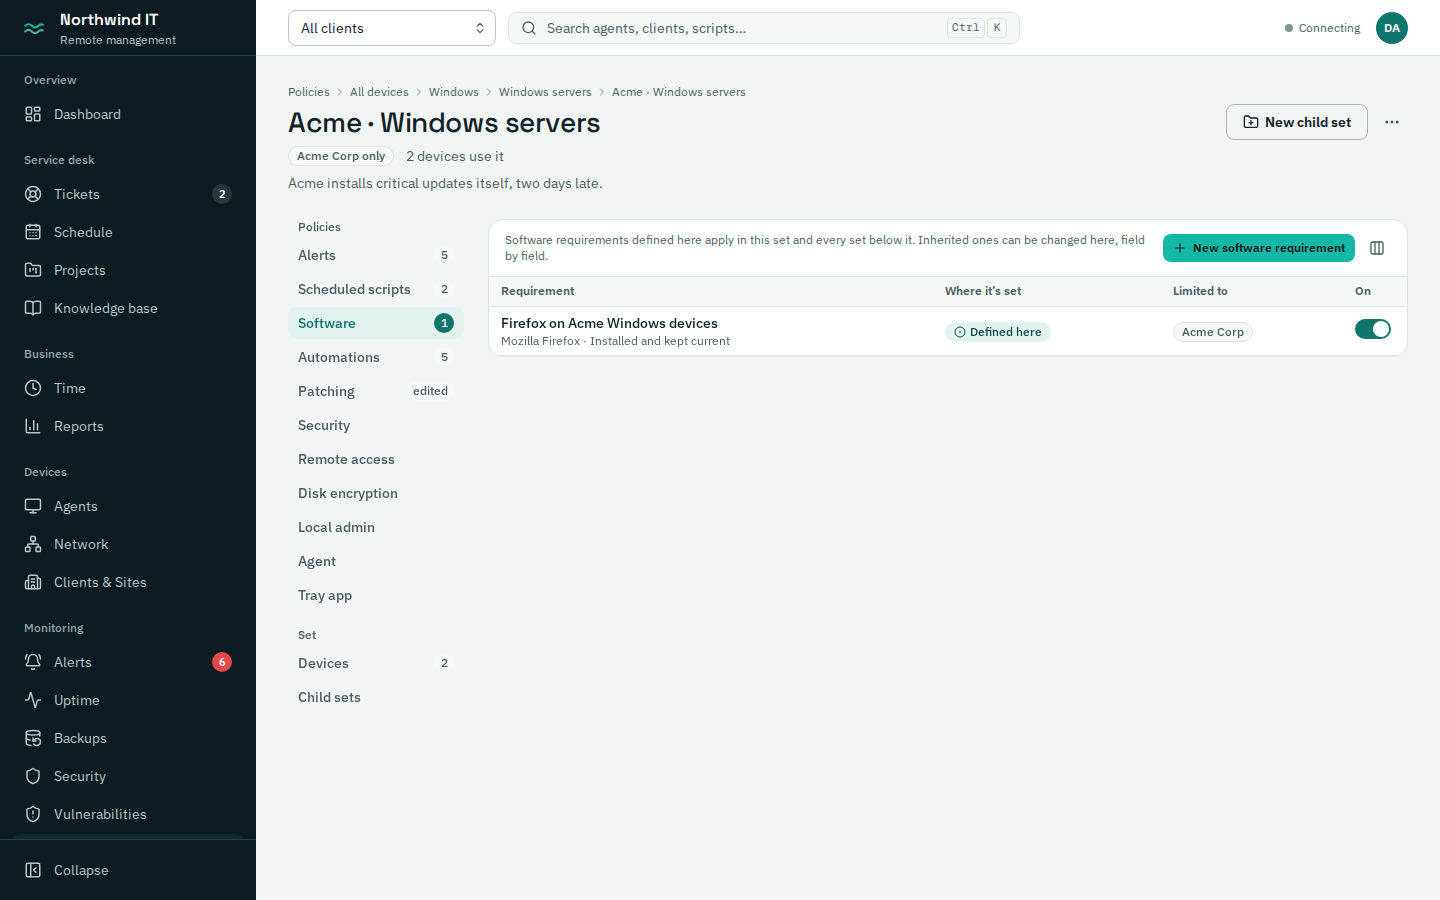 Northwind IT
Remote management
All clients
Search agents, clients, scripts...
Ctrl K
Connecting
DA
Overview
Dashboard
Service desk
Tickets 2
Schedule
Projects
Knowledge base
Business
Time
Reports
Devices
Agents
Network
Clients & Sites
Monitoring
Alerts 6
Uptime
Backups
Security
Vulnerabilities
Collapse
Policies > All devices > Windows > Windows servers > Acme · Windows servers
Acme · Windows servers
New child set
Acme Corp only 2 devices use it
Acme installs critical updates itself, two days late.
Policies
Alerts 5
Scheduled scripts 2
Software 1
Automations 5
Patching edited
Security
Remote access
Disk encryption
Local admin
Agent
Tray app
Set
Devices 2
Child sets
Software requirements defined here apply in this set and every set below it. Inherited ones can be changed here, field
by field.
New software requirement
Requirement Where it's set Limited to On
Firefox on Acme Windows devices
Mozilla Firefox · Installed and kept current
Defined here
Acme Corp